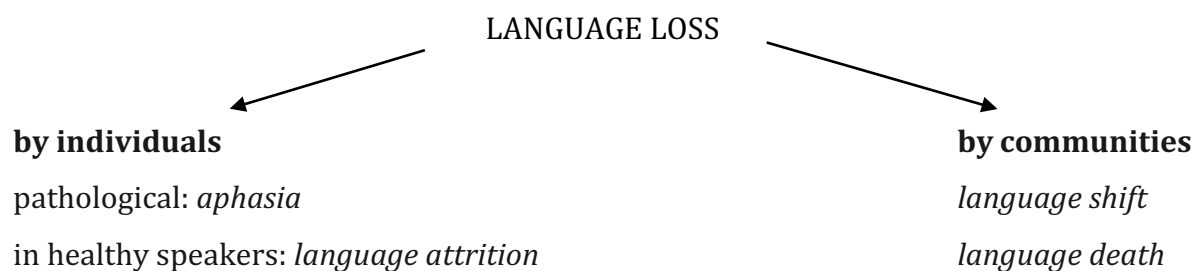 LANGUAGE LOSS
by individuals
pathological: aphasia
in healthy speakers: language attrition
by communities
language shift
language death